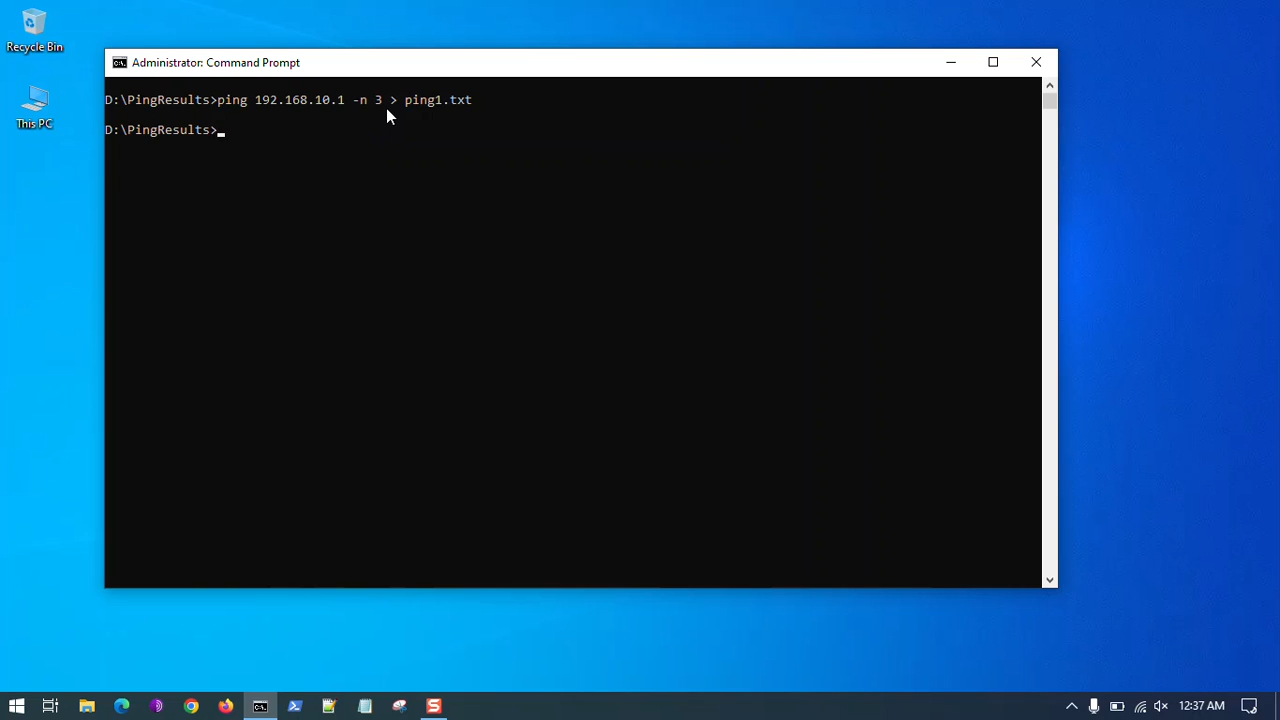 Recycle Bin
This PC
Administrator: Command Prompt
D:\PingResults>ping 192.168.10.1 -n 3 > ping1.txt
D:\PingResults>
12:37 AM